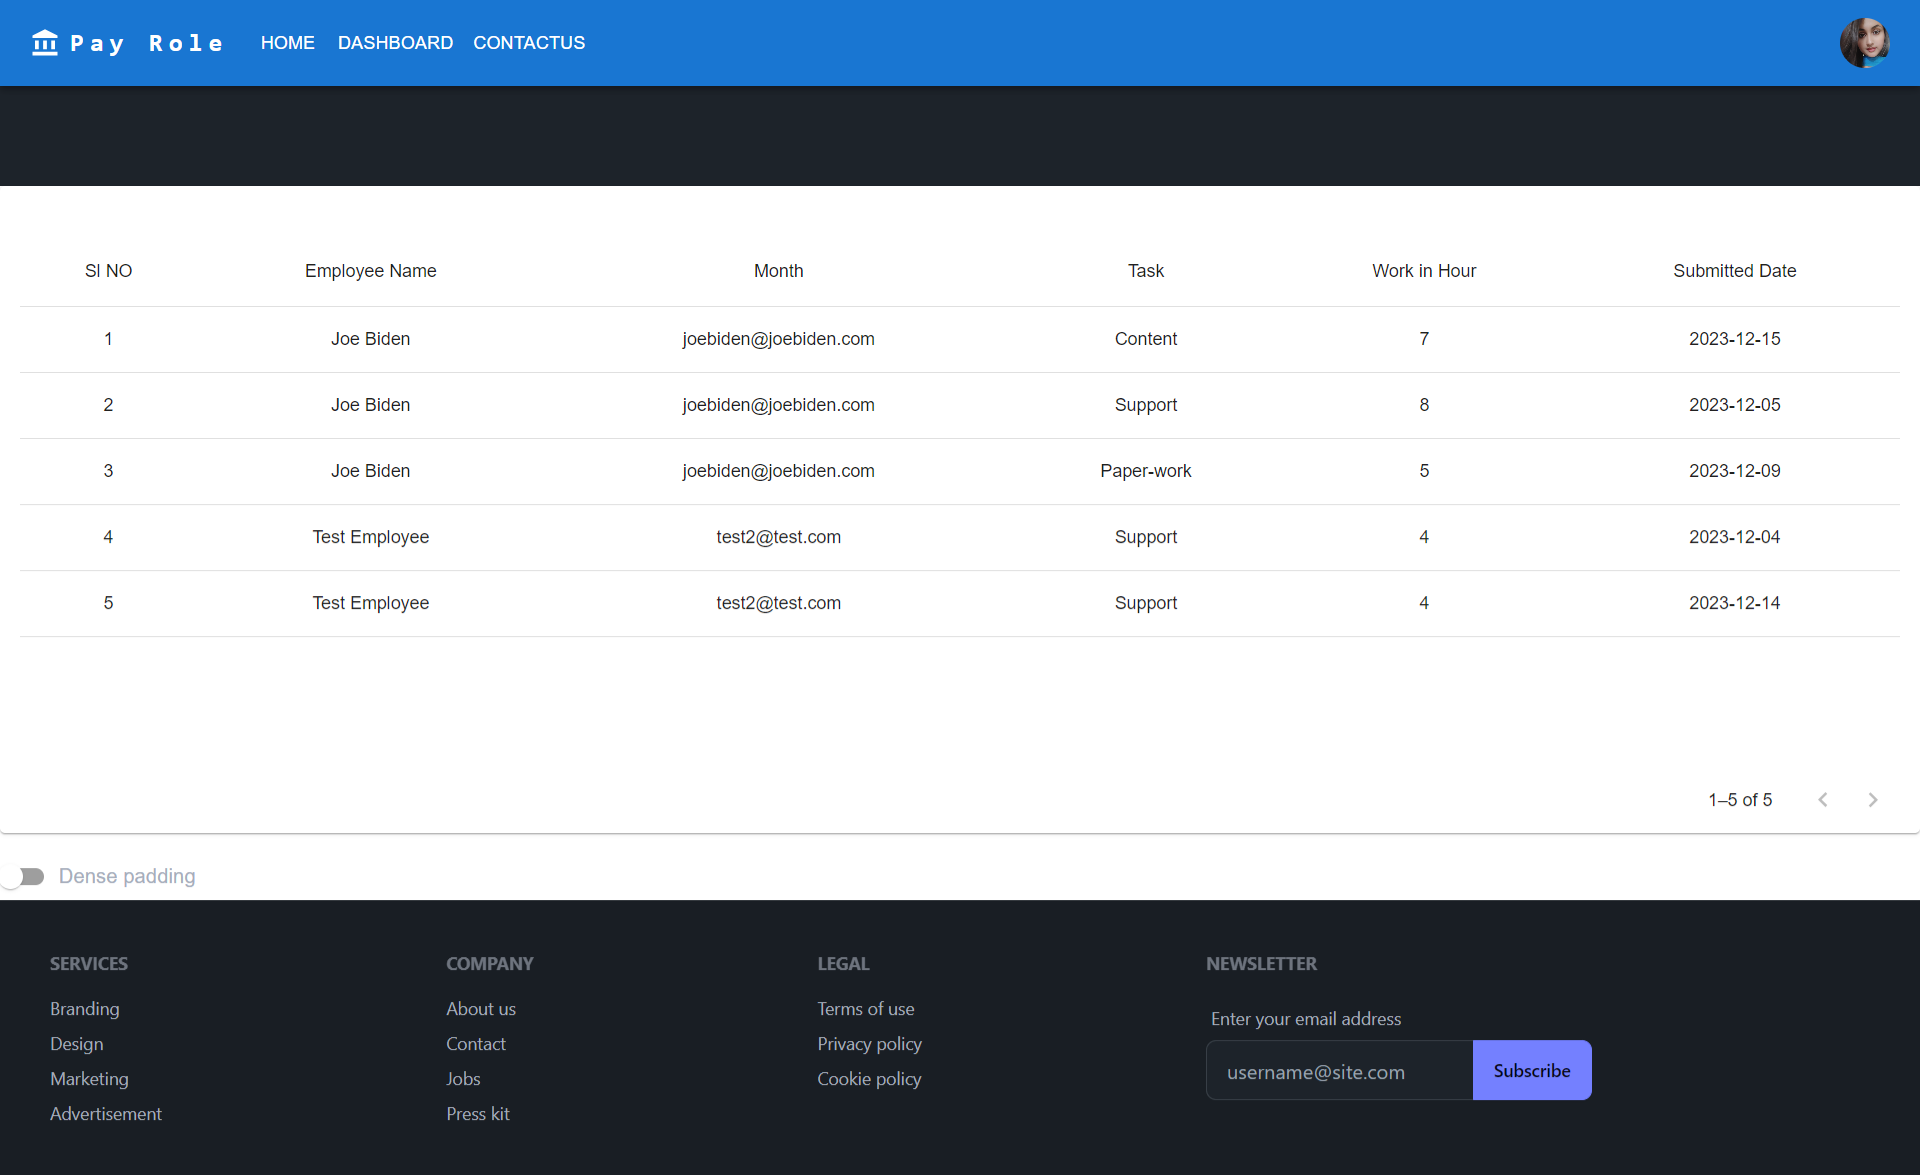 Pay Role HOME DASHBOARD CONTACTUS
Sl NO Employee Name Month Task Work in Hour Submitted Date
1 Joe Biden joebiden@joebiden.com Content 7 2023-12-15
2 Joe Biden joebiden@joebiden.com Support 8 2023-12-05
3 Joe Biden joebiden@joebiden.com Paper-work 5 2023-12-09
4 Test Employee test2@test.com Support 4 2023-12-04
5 Test Employee test2@test.com Support 4 2023-12-14
1–5 of 5
Dense padding
SERVICES
Branding
Design
Marketing
Advertisement
COMPANY
About us
Contact
Jobs
Press kit
LEGAL
Terms of use
Privacy policy
Cookie policy
NEWSLETTER
Enter your email address
username@site.com Subscribe